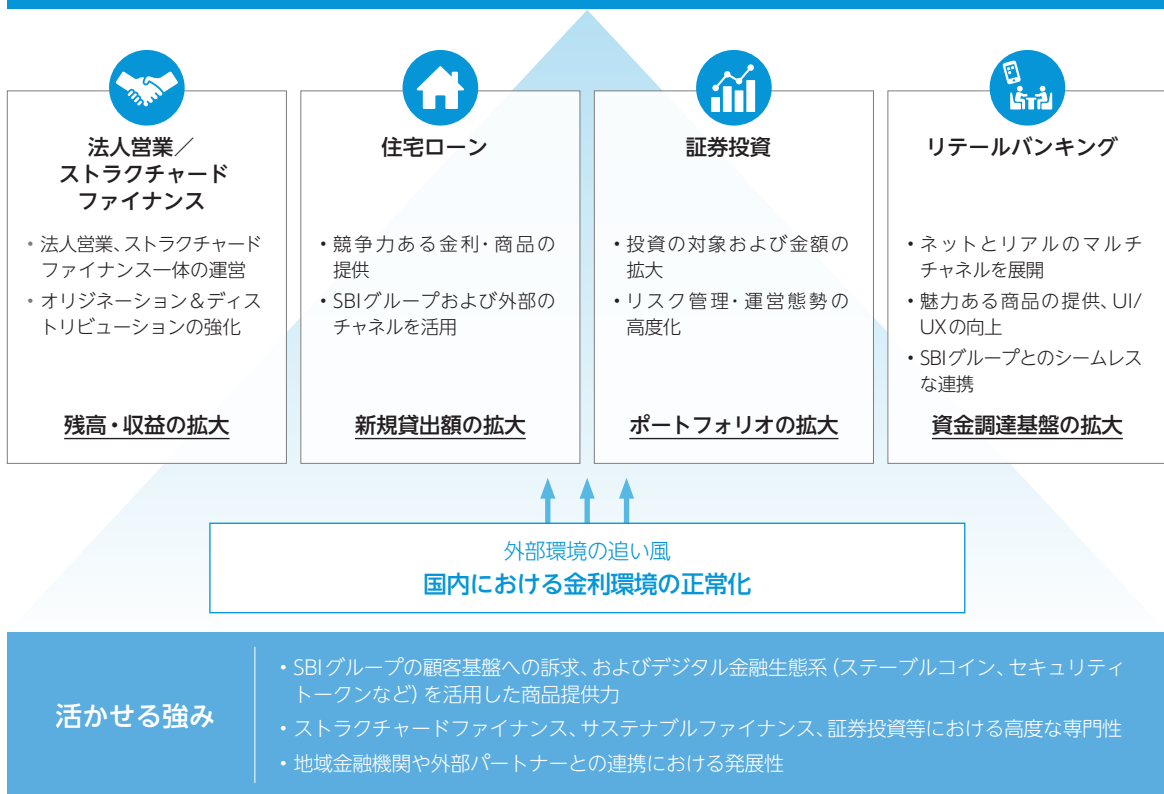 法人営業／
ストラクチャード
ファイナンス
・法人営業、ストラクチャード
ファイナンス一体の運営
・オリジネーション＆ディス
トリビューションの強化
残高・収益の拡大
住宅ローン
・競争力ある金利・商品の
提供
・SBIグループおよび外部の
チャネルを活用
新規貸出額の拡大
証券投資
・投資の対象および金額の
拡大
・リスク管理・運営態勢の
高度化
ポートフォリオの拡大
リテールバンキング
・ネットとリアルのマルチ
チャネルを展開
・魅力ある商品の提供、UI/
UXの向上
・SBIグループとのシームレス
な連携
資金調達基盤の拡大
外部環境の追い風
国内における金利環境の正常化
活かせる強み
・SBIグループの顧客基盤への訴求、およびデジタル金融生態系（ステーブルコイン、セキュリティ
トークンなど）を活用した商品提供力
・ストラクチャードファイナンス、サステナブルファイナンス、証券投資等における高度な専門性
・地域金融機関や外部パートナーとの連携における発展性